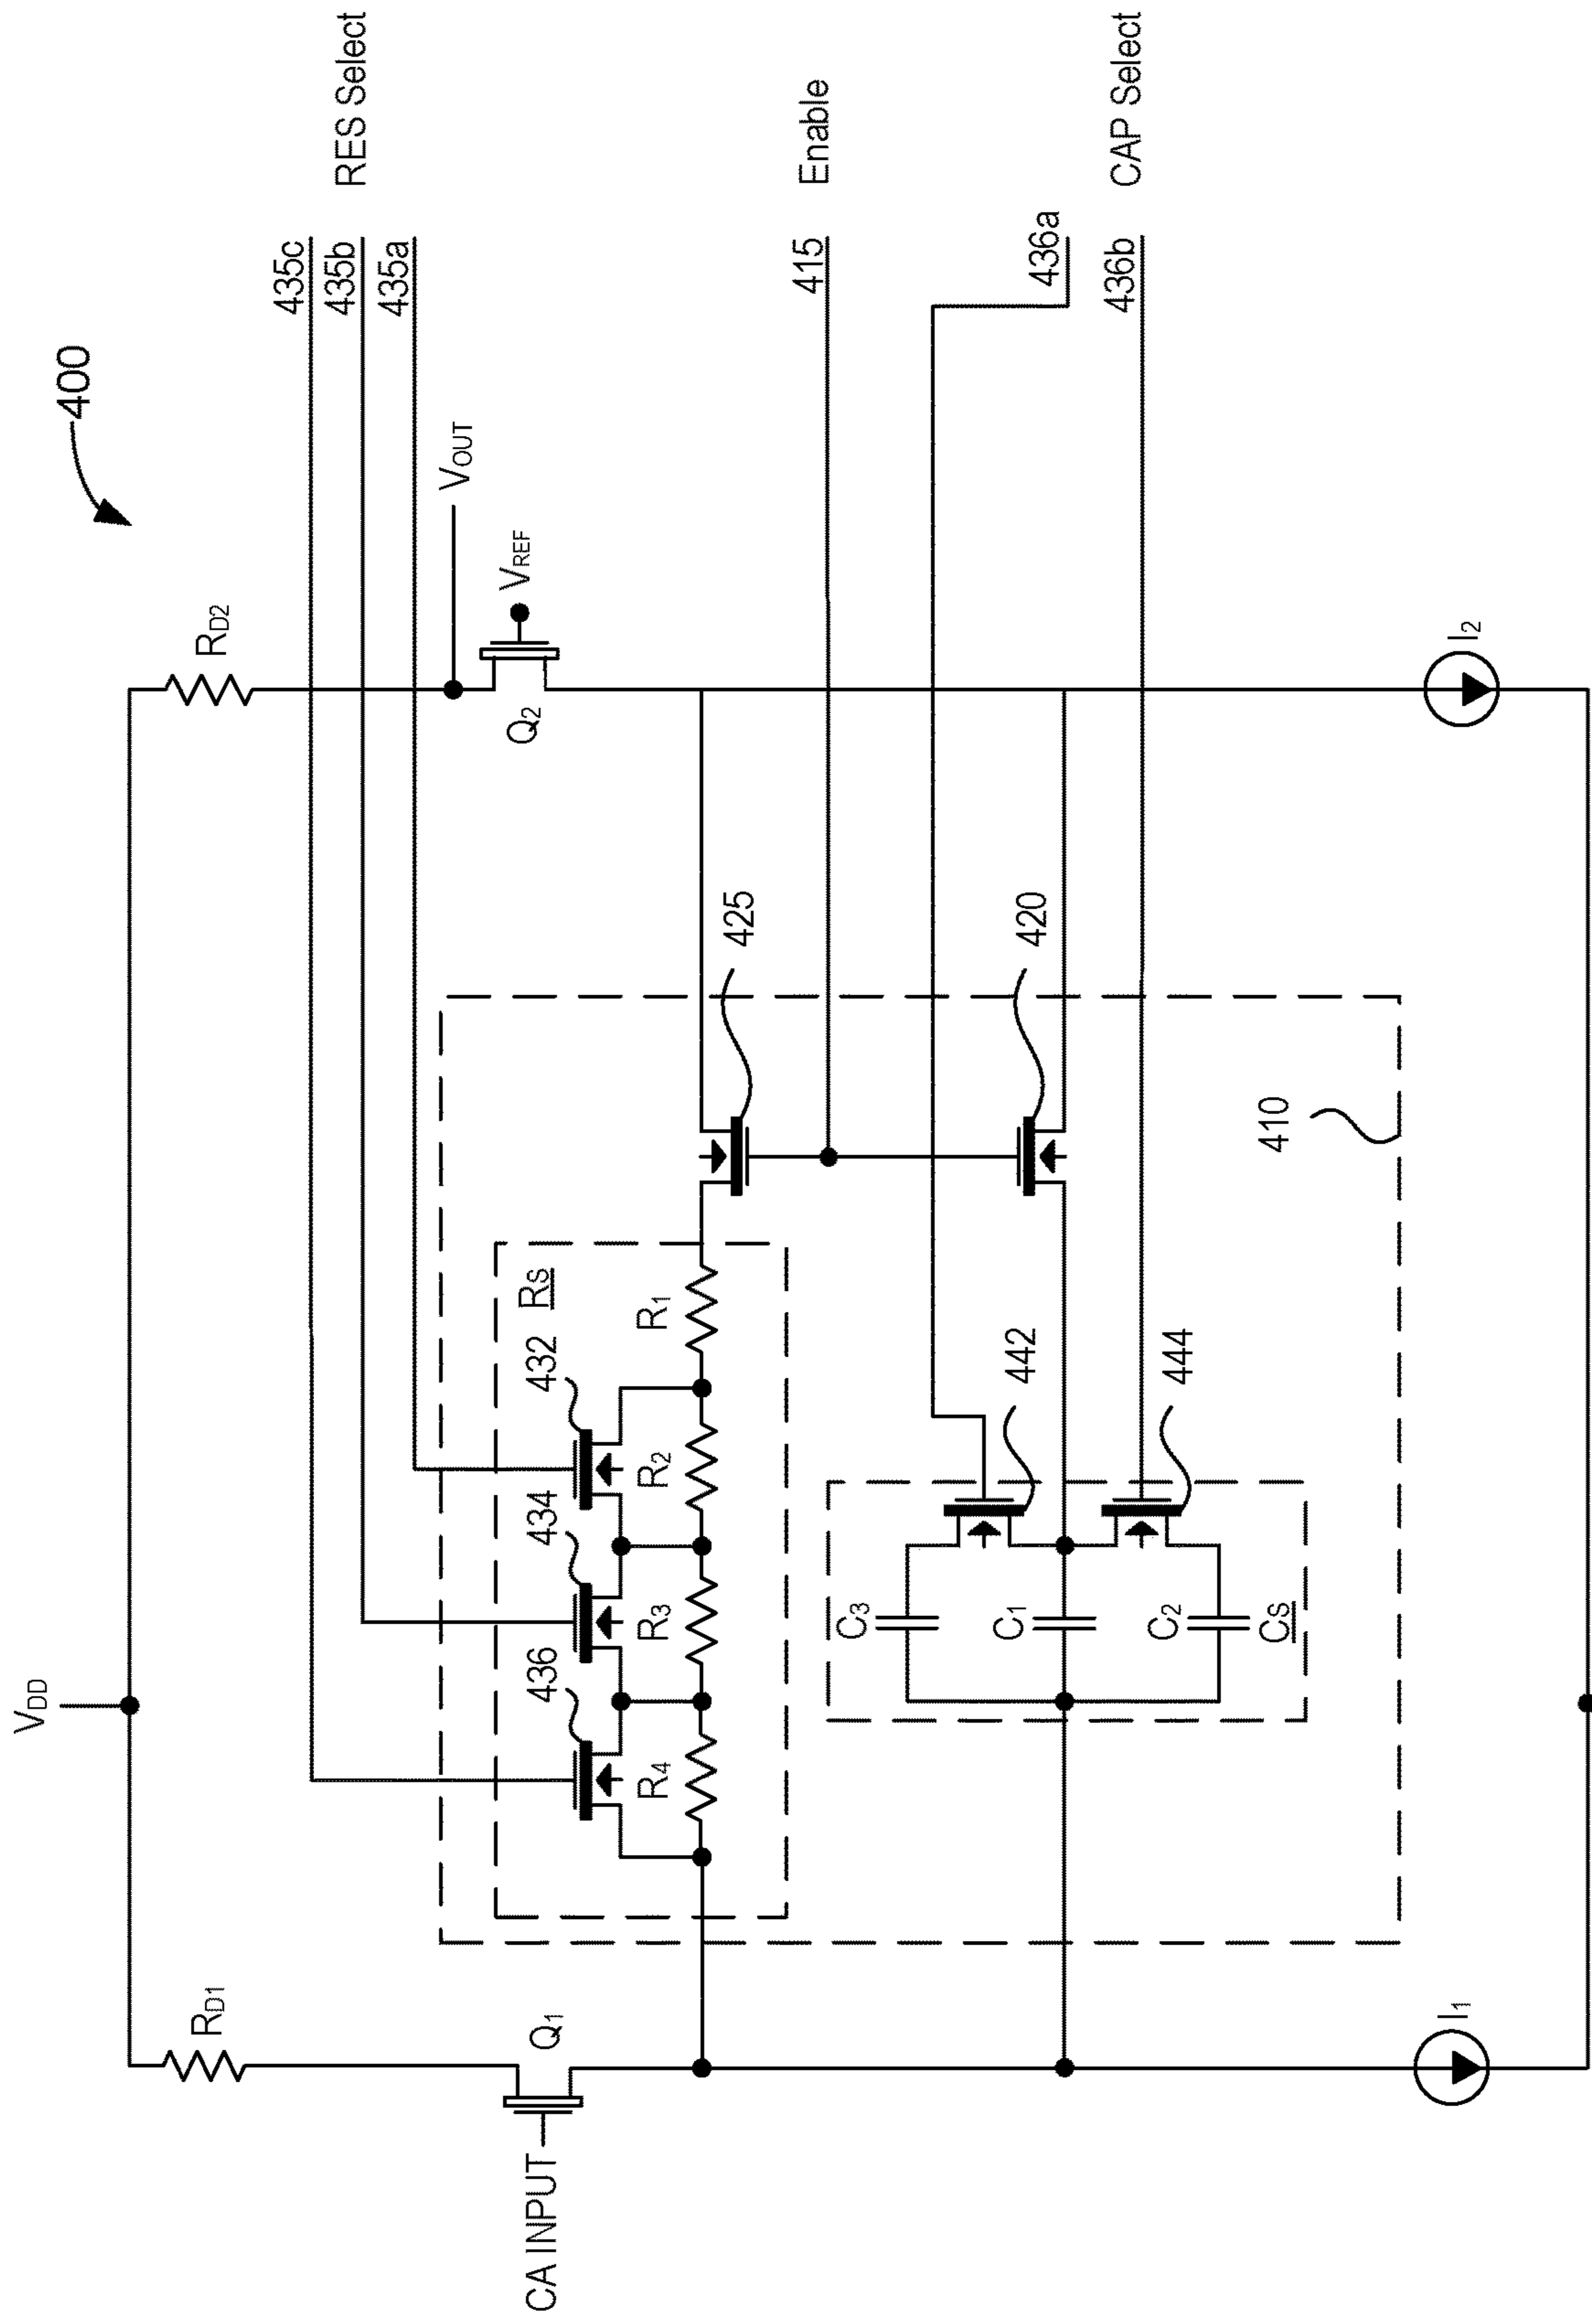 400
VDD
RD1
RD2
435c
435b
435a
RES Select
VOUT
VREF
CA INPUT
Q1
Q2
RS
432
434
436
R4
R3
R2
R1
425
415
Enable
C3
C1
C2
CS
442
444
420
436a
436b
CAP Select
410
I1
I2